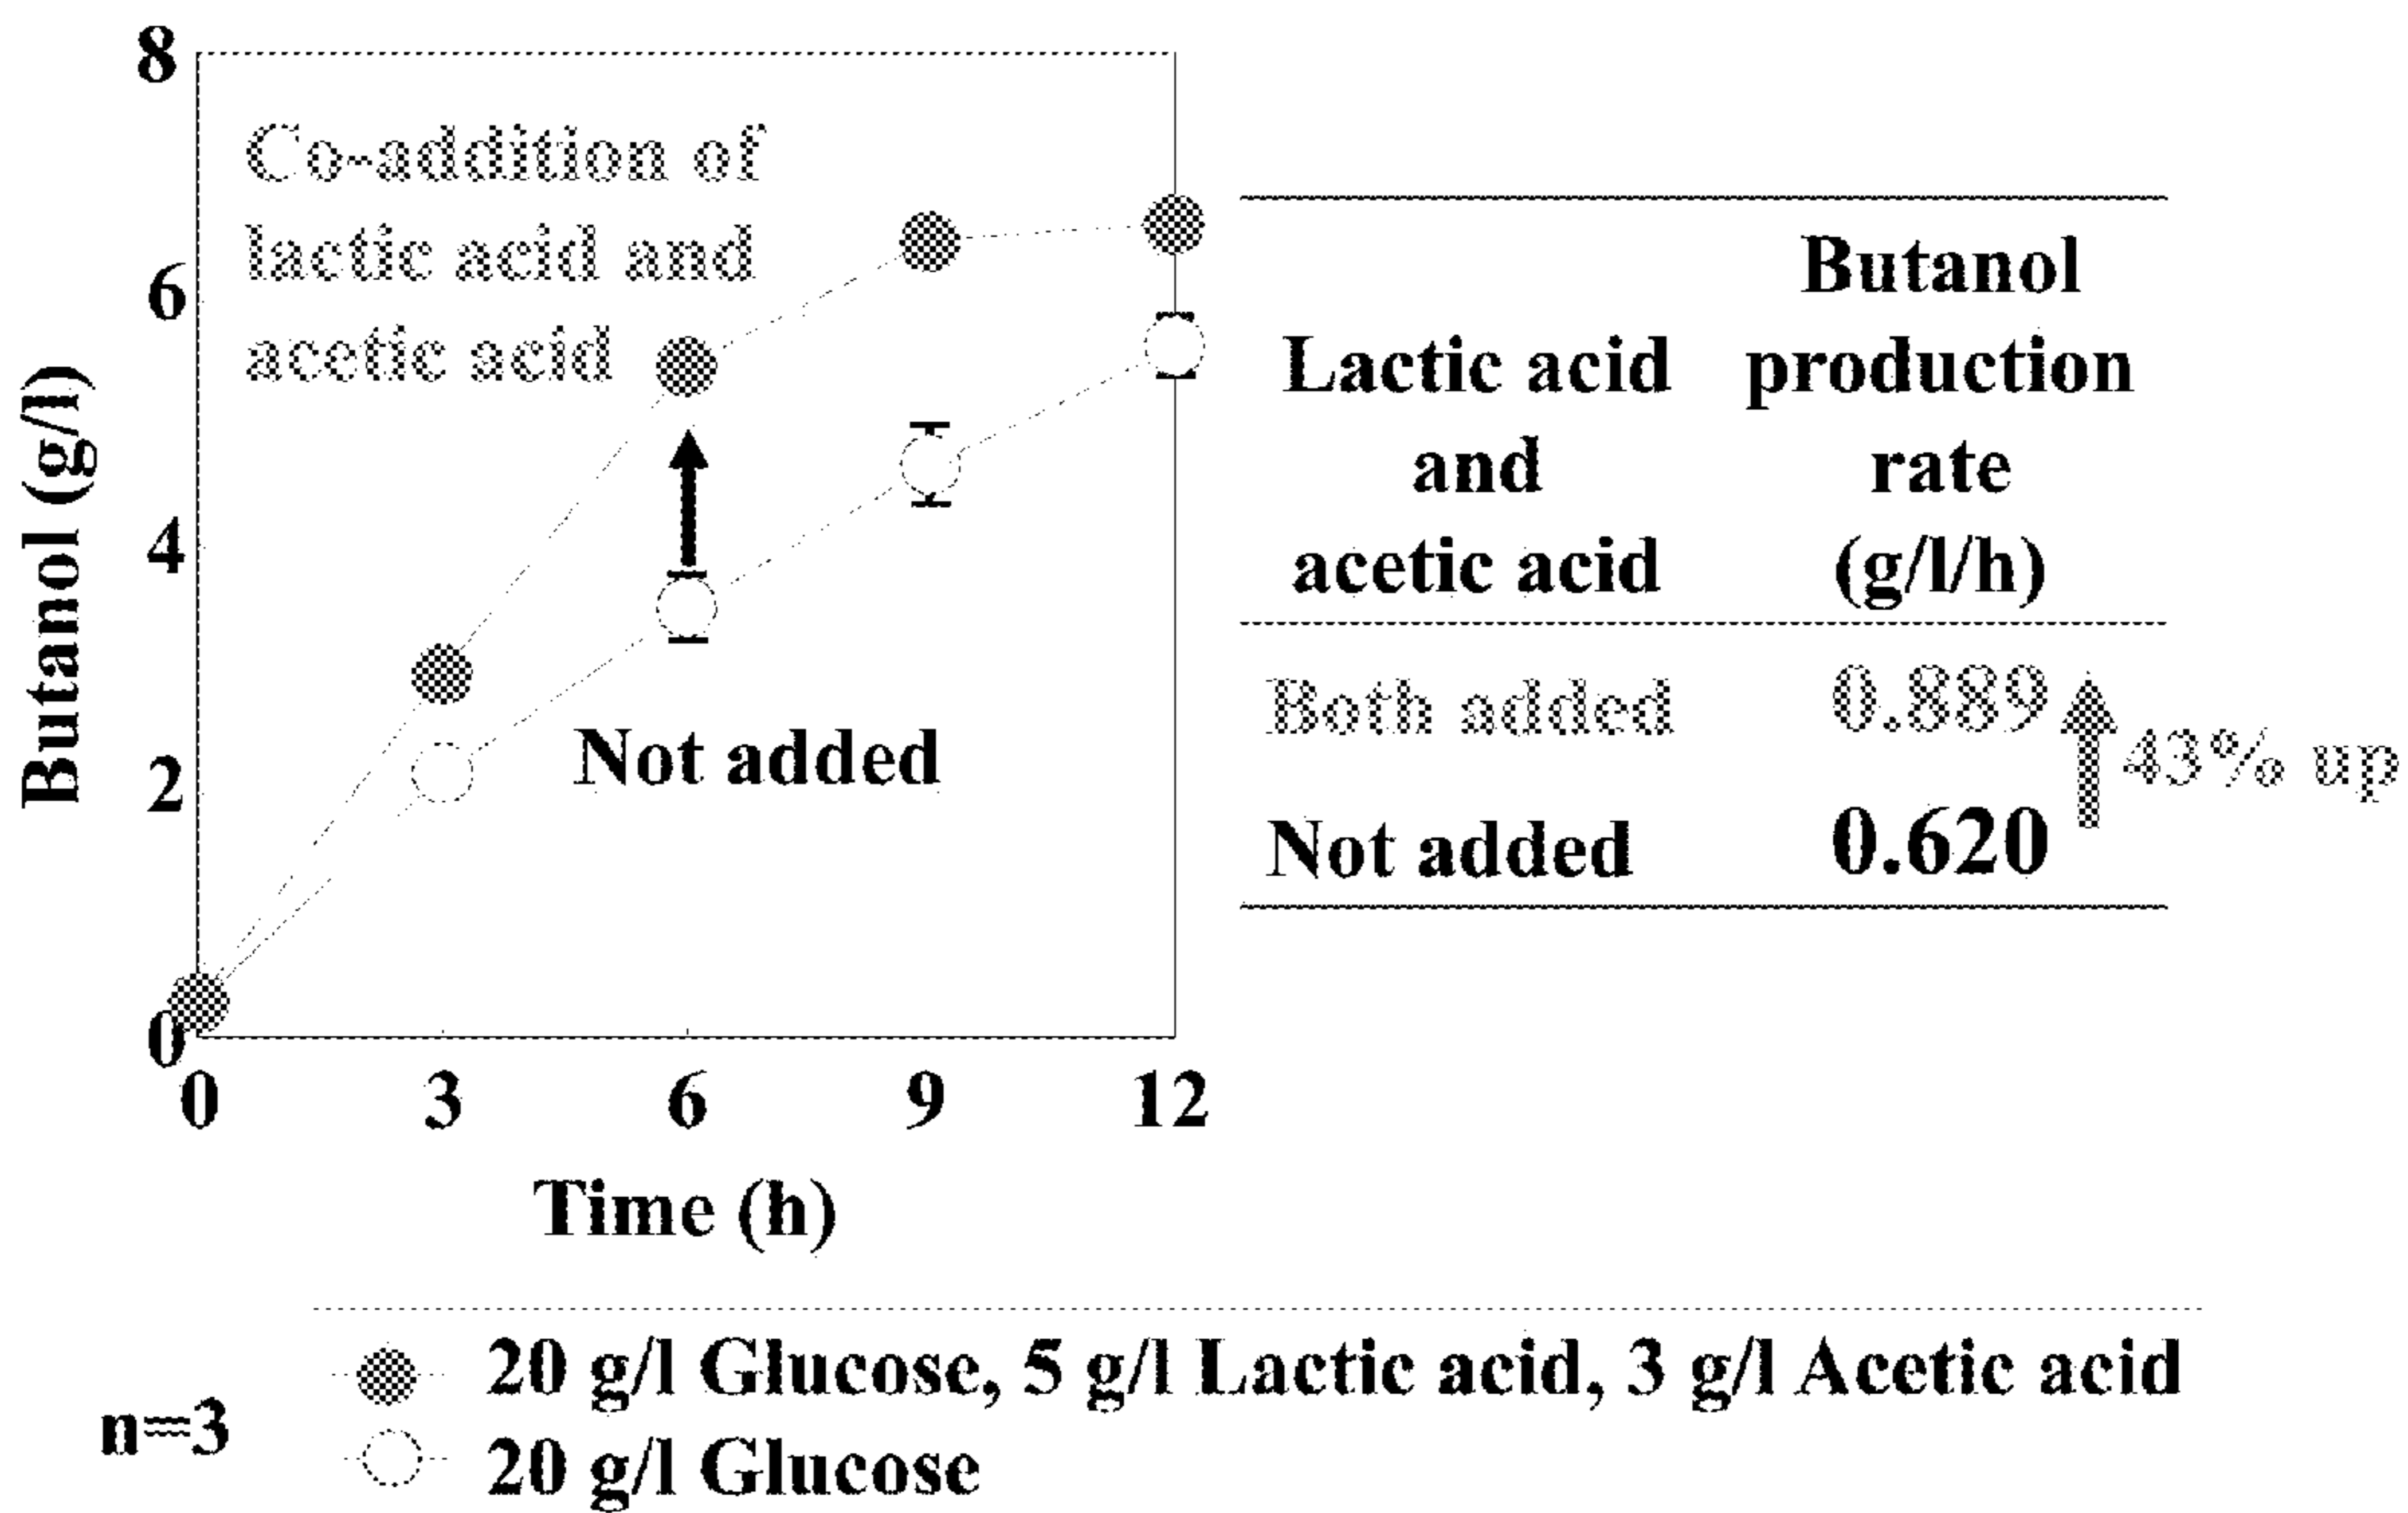 8
6
4
2
0
Butanol (g/l)
Co-addition of
lactic acid and
acetic acid
Not added
0 3 6 9 12
Time (h)
Lactic acid
and
acetic acid
Butanol
production
rate
(g/l/h)
Both added 0.889
43% up
Not added 0.620
n=3
20 g/l Glucose, 5 g/l Lactic acid, 3 g/l Acetic acid
20 g/l Glucose